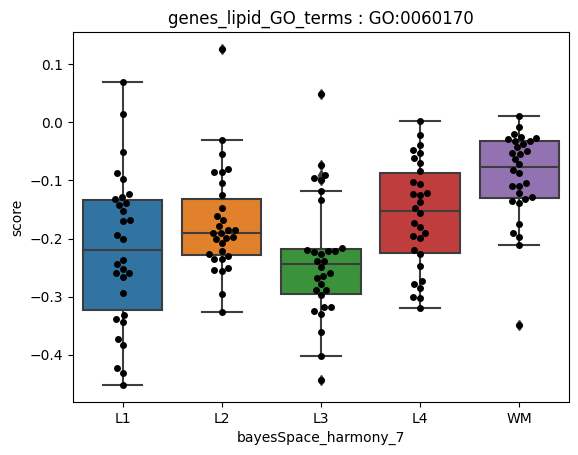 genes_lipid_GO_terms : GO:0060170
score
0.1
0.0
−0.1
−0.2
−0.3
−0.4
L1 L2 L3 L4 WM
bayesSpace_harmony_7